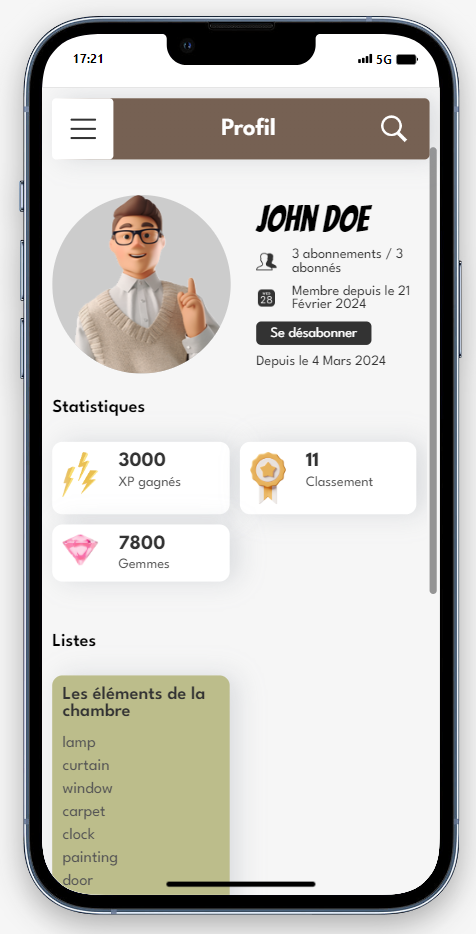 17:21
5G
Profil
JOHN DOE
3 abonnements / 3
abonnés
28
Membre depuis le 21
Février 2024
Se désabonner
Depuis le 4 Mars 2024
Statistiques
3000
XP gagnés
11
Classement
7800
Gemmes
Listes
Les éléments de la
chambre
lamp
curtain
window
carpet
clock
painting
door